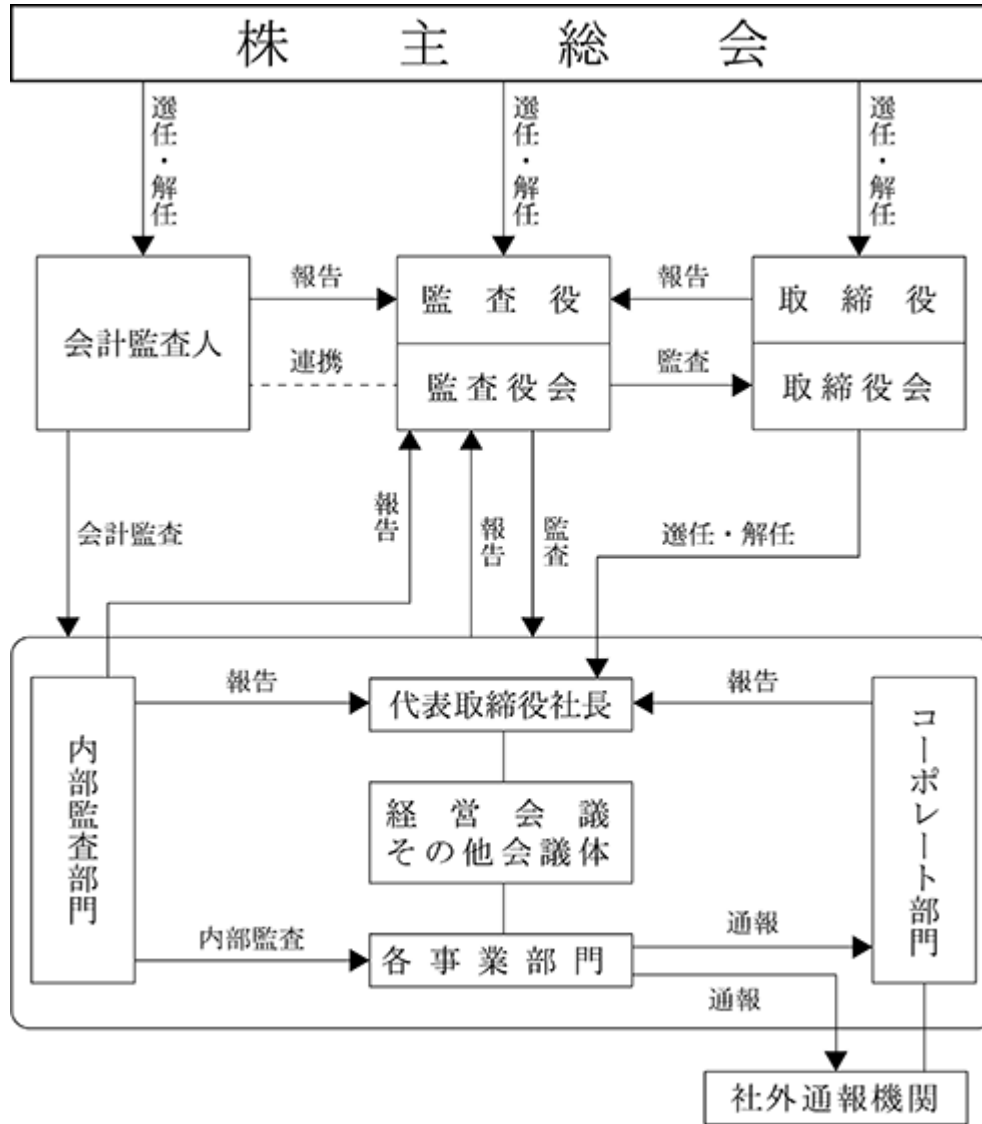 株主総会
選任・解任
選任・解任
選任・解任
会計監査人
報告
監査役
報告
取締役
連携
監査役会
監査
取締役会
会計監査
報告
報告
監査
選任・解任
報告
代表取締役社長
報告
内部監査部門
コーポレート部門
経営会議
その他会議体
内部監査
各事業部門
通報
通報
社外通報機関